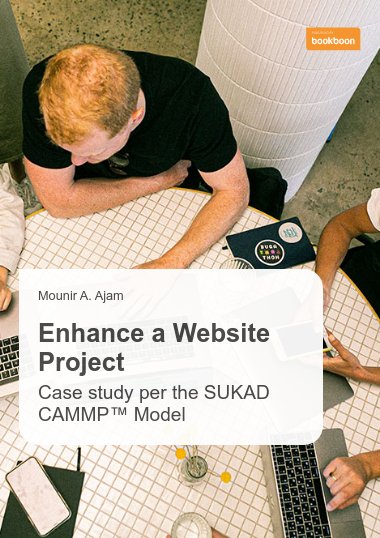 bookboon
Mounir A. Ajam
Enhance a Website
Project
Case study per the SUKAD
CAMMP™ Model